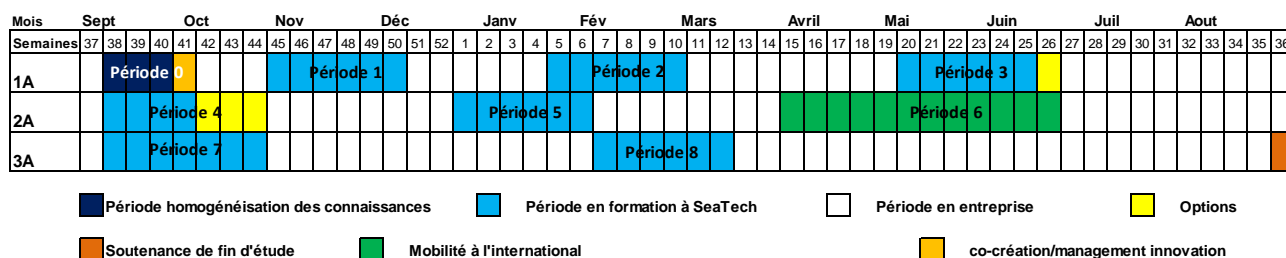 Mois Sept Oct Nov Déc Janv Fév Mars Avril Mai Juin Juil Aout
Semaines 37 38 39 40 41 42 43 44 45 46 47 48 49 50 51 52 1 2 3 4 5 6 7 8 9 10 11 12 13 14 15 16 17 18 19 20 21 22 23 24 25 26 27 28 29 30 31 32 33 34 35 36
1A Période 0 Période 1 Période 2 Période 3
2A Période 4 Période 5 Période 6
3A Période 7 Période 8
Période homogénéisation des connaissances Période en formation à SeaTech Période en entreprise Options
Soutenance de fin d'étude Mobilité à l'international co-création/management innovation